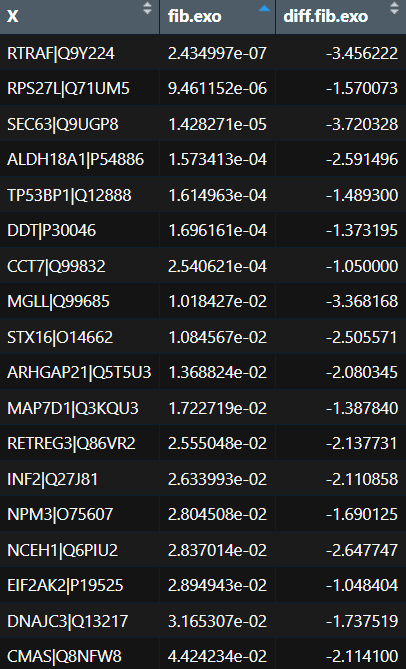 X fib.exo diff.fib.exo
RTRAF|Q9Y224 2.434997e-07 -3.456222
RPS27L|Q71UM5 9.461152e-06 -1.570073
SEC63|Q9UGP8 1.428271e-05 -3.720328
ALDH18A1|P54886 1.573413e-04 -2.591496
TP53BP1|Q12888 1.614963e-04 -1.489300
DDT|P30046 1.696161e-04 -1.373195
CCT7|Q99832 2.540621e-04 -1.050000
MGLL|Q99685 1.018427e-02 -3.368168
STX16|O14662 1.084567e-02 -2.505571
ARHGAP21|Q5T5U3 1.368824e-02 -2.080345
MAP7D1|Q3KQU3 1.722719e-02 -1.387840
RETREG3|Q86VR2 2.555048e-02 -2.137731
INF2|Q27J81 2.633993e-02 -2.110858
NPM3|O75607 2.804508e-02 -1.690125
NCEH1|Q6PIU2 2.837014e-02 -2.647747
EIF2AK2|P19525 2.894943e-02 -1.048404
DNAJC3|Q13217 3.165307e-02 -1.737519
CMAS|Q8NFW8 4.424234e-02 -2.114100